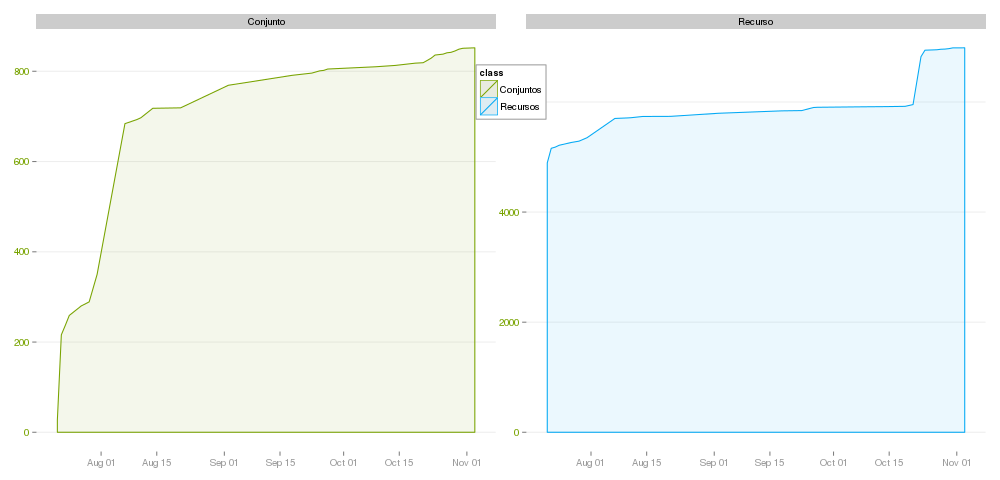 Conjunto
Recurso
800
600
400
200
0
class
Conjuntos
Recursos
4000
2000
0
Aug 01
Aug 15
Sep 01
Sep 15
Oct 01
Oct 15
Nov 01
Aug 01
Aug 15
Sep 01
Sep 15
Oct 01
Oct 15
Nov 01